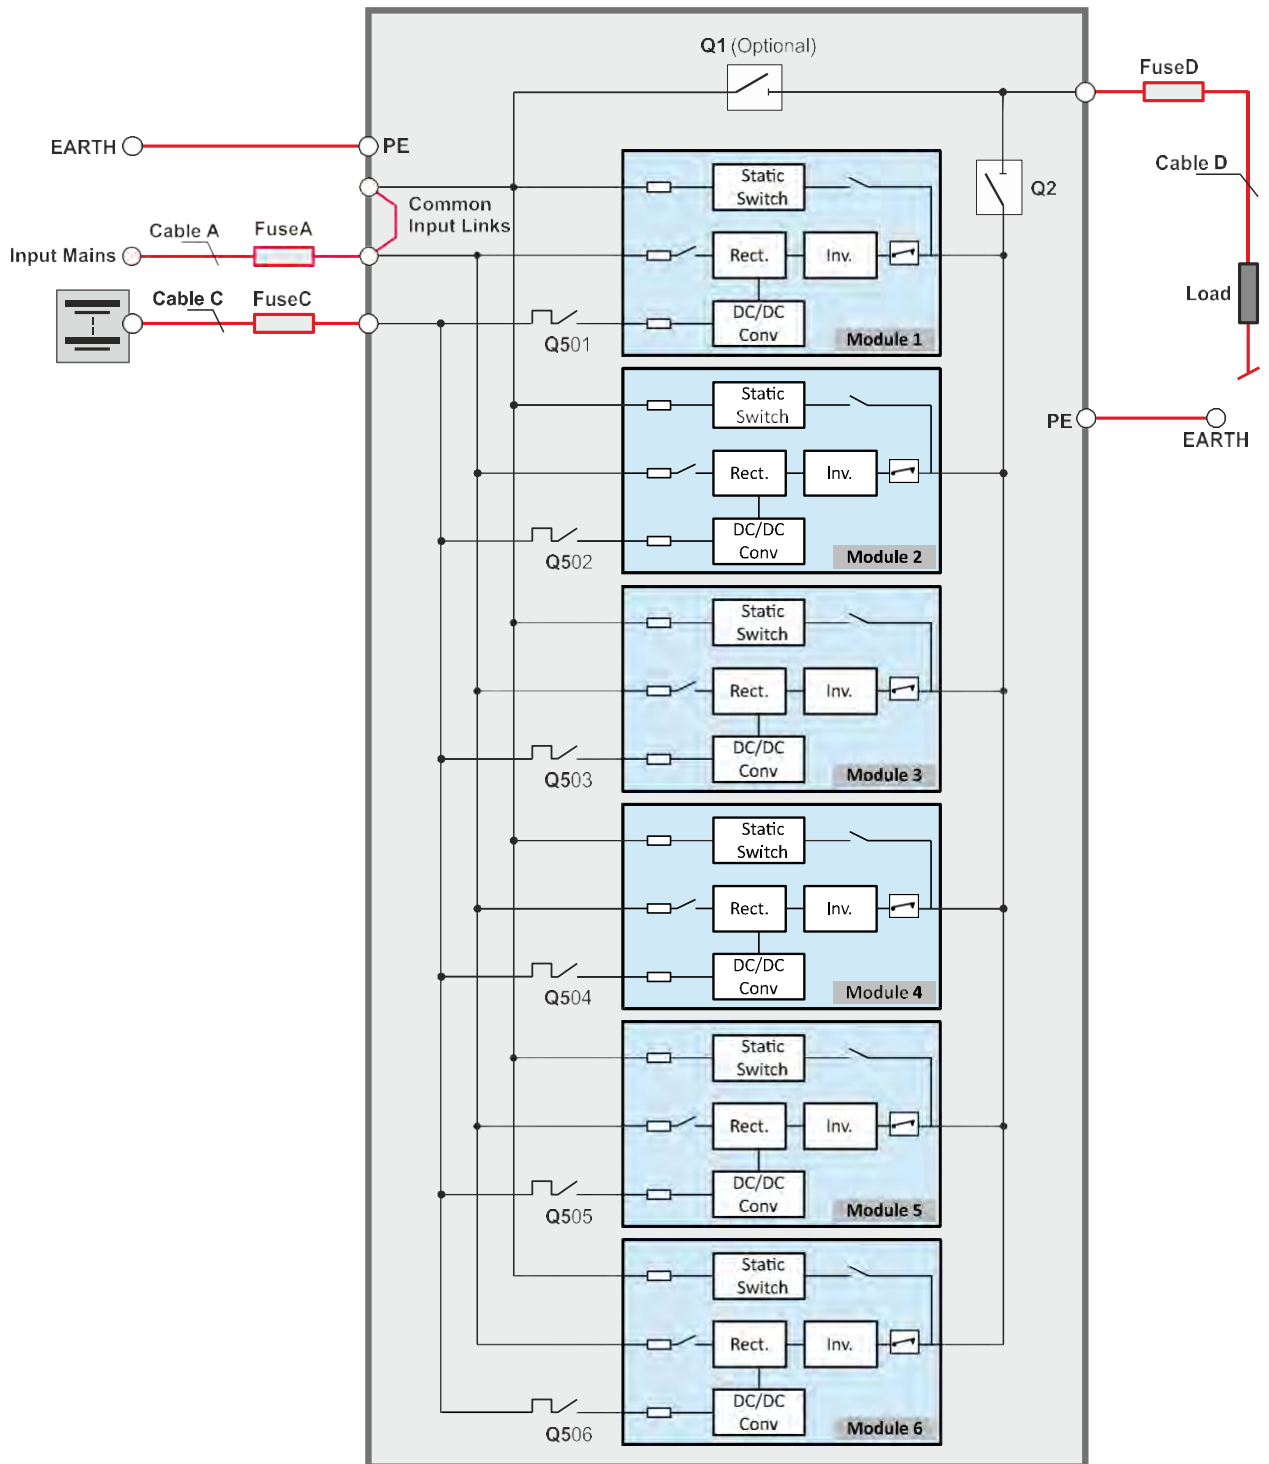 Q1 (Optional)
FuseD
EARTH
PE
Cable D
Static
Switch
Q2
Common
Input Links
Cable A
FuseA
Input Mains
Rect.
Inv.
Cable C
FuseC
Load
DC/DC
Conv
Q501
Module 1
Static
Switch
PE
EARTH
Rect.
Inv.
DC/DC
Conv
Q502
Module 2
Static
Switch
Rect.
Inv.
DC/DC
Conv
Q503
Module 3
Static
Switch
Rect.
Inv.
DC/DC
Conv
Q504
Module 4
Static
Switch
Rect.
Inv.
DC/DC
Conv
Q505
Module 5
Static
Switch
Rect.
Inv.
DC/DC
Conv
Q506
Module 6